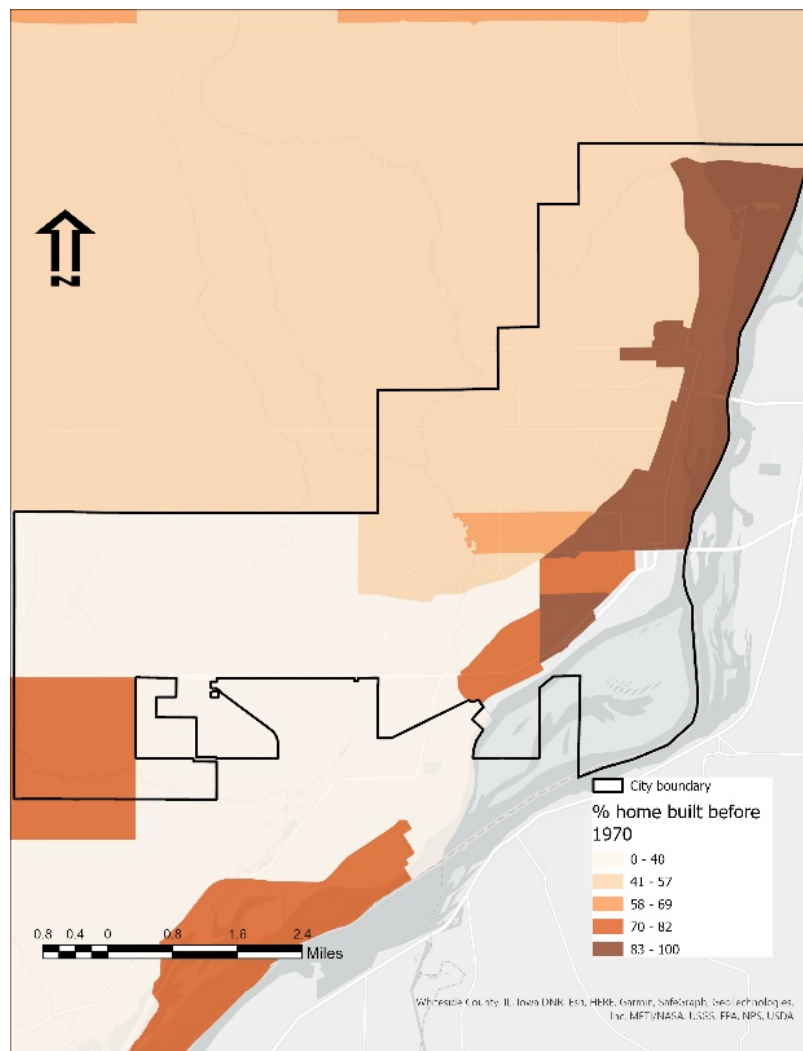 N
City boundary
% home built before
1970
0 - 40
41 - 57
58 - 69
70 - 82
83 - 100
0.8 0.4 0 0.8 1.6 2.4
Miles
Whiteside County, IL, Iowa DNR, Esri, HERE, Garmin, SafeGraph, GeoTechnologies,
Inc, METI/NASA, USGS, EPA, NPS, USDA